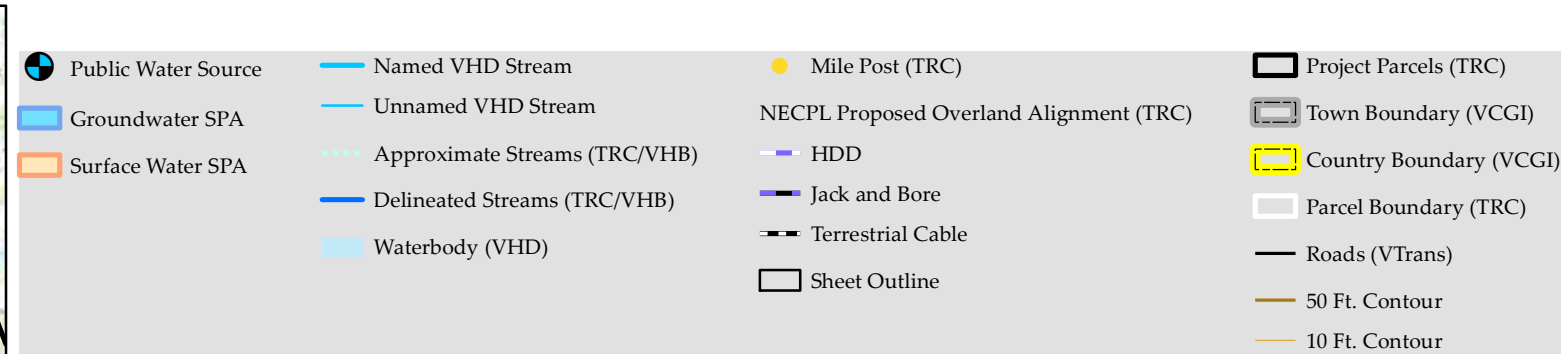 Public Water Source
Groundwater SPA
Surface Water SPA
Named VHD Stream
Unnamed VHD Stream
Approximate Streams (TRC/VHB)
Delineated Streams (TRC/VHB)
Waterbody (VHD)
Mile Post (TRC)
NECPL Proposed Overland Alignment (TRC)
HDD
Jack and Bore
Terrestrial Cable
Sheet Outline
Project Parcels (TRC)
Town Boundary (VCGI)
Country Boundary (VCGI)
Parcel Boundary (TRC)
Roads (VTrans)
50 Ft. Contour
10 Ft. Contour